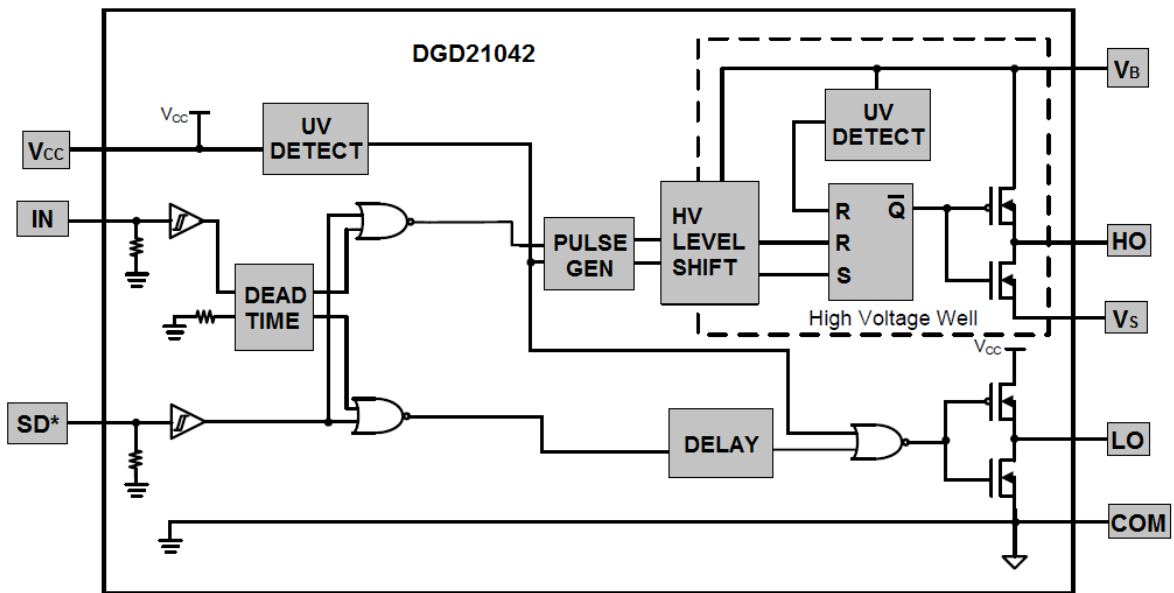 DGD21042
VB
VCC
UV
DETECT
UV
DETECT
VCC
IN
HV
LEVEL
SHIFT
R
Q̅
R
S
PULSE
GEN
HO
DEAD
TIME
High Voltage Well
VS
VCC
SD*
DELAY
LO
COM